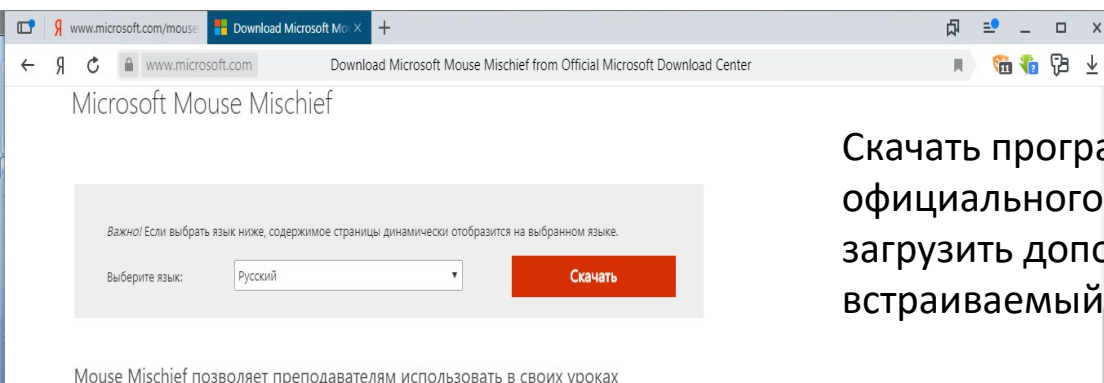 www.microsoft.com/mouse
Download Microsoft Mo
www.microsoft.com
Download Microsoft Mouse Mischief from Official Microsoft Download Center
Microsoft Mouse Mischief
Важно! Если выбрать язык ниже, содержимое страницы динамически отобразится на выбранном языке.
Выберите язык:
Русский
Скачать
Mouse Mischief позволяет преподавателям использовать в своих уроках
Скачать програ
официального
загрузить допо
встраиваемый